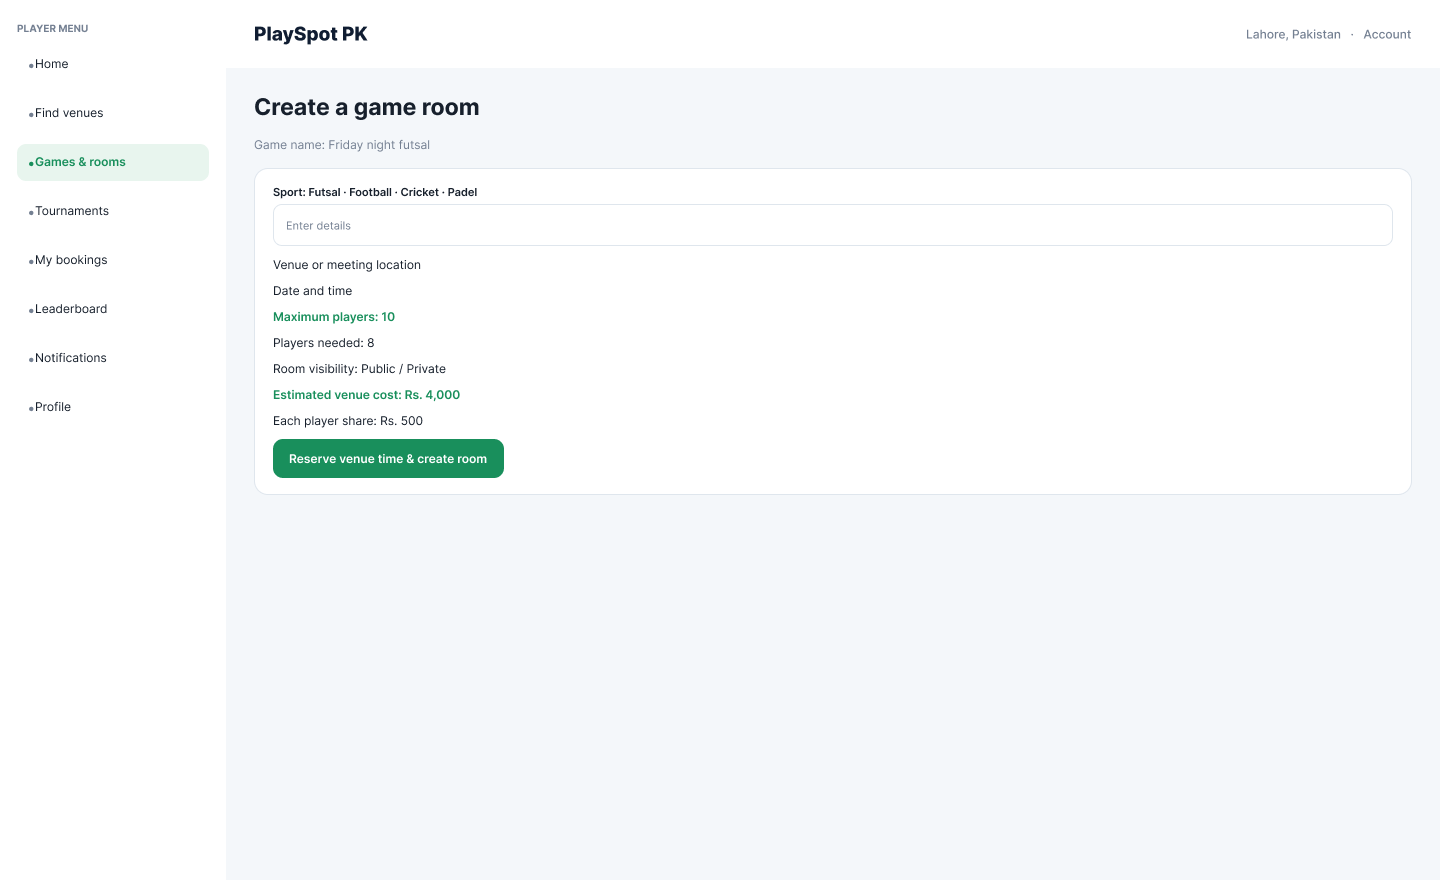 PLAYER MENU
Home
Find venues
Games & rooms
Tournaments
My bookings
Leaderboard
Notifications
Profile
PlaySpot PK
Lahore, Pakistan · Account
Create a game room
Game name: Friday night futsal
Sport: Futsal · Football · Cricket · Padel
Enter details
Venue or meeting location
Date and time
Maximum players: 10
Players needed: 8
Room visibility: Public / Private
Estimated venue cost: Rs. 4,000
Each player share: Rs. 500
Reserve venue time & create room